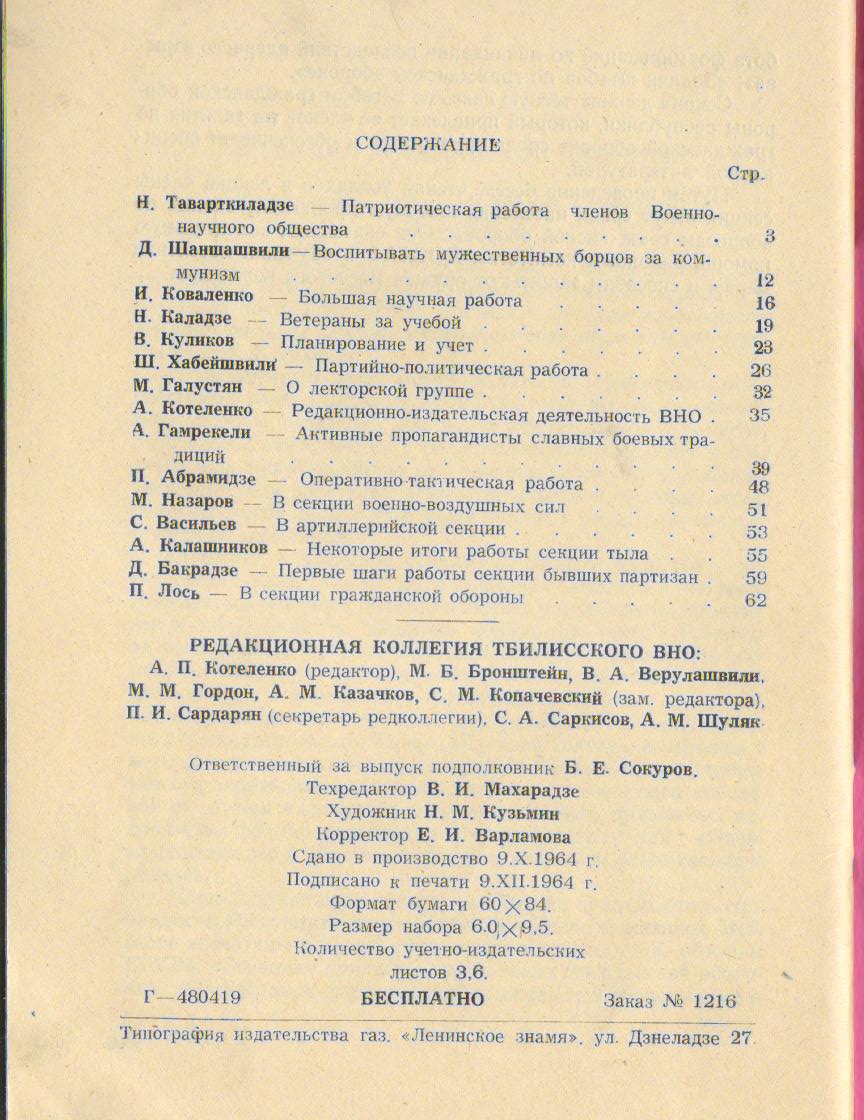 СОДЕРЖАНИЕ
Стр.
Н. Таварткиладзе — Патриотическая работа членов Военно-
научного общества . . . . . . . . 3
Д. Шаншашвили — Воспитывать мужественных борцов за ком-
мунизм . . . . . . . . . . 12
И. Коваленко — Большая научная работа . . . . 16
Н. Каладзе — Ветераны за учебой . . . . . . 19
В. Куликов — Планирование и учет . . . . . . 23
Ш. Хабейшвили — Партийно-политическая работа . . . . 26
М. Галустян — О лекторской группе . . . . . . 32
А. Котеленко — Редакционно-издательская деятельность ВНО . 35
А. Гамрекели — Активные пропагандисты славных боевых тра-
диций . . . . . . . . . . 39
П. Абрамидзе — Оперативно-тактическая работа . . . . 48
М. Назаров — В секции военно-воздушных сил . . . . 51
С. Васильев — В артиллерийской секции . . . . . 53
А. Калашников — Некоторые итоги работы секции тыла . . 55
Д. Бакрадзе — Первые шаги работы секции бывших партизан . 59
П. Лось — В секции гражданской обороны . . . . . 62
РЕДАКЦИОННАЯ КОЛЛЕГИЯ ТБИЛИССКОГО ВНО:
А. П. Котеленко (редактор), М. Б. Бронштейн, В. А. Верулашвили,
М. М. Гордон, А. М. Казачков, С. М. Копачевский (зам. редактора),
П. И. Сардарян (секретарь редколлегии), С. А. Саркисов, А. М. Шуляк
Ответственный за выпуск подполковник Б. Е. Сокуров.
Техредактор В. И. Махарадзе
Художник Н. М. Кузьмин
Корректор Е. И. Варламова
Сдано в производство 9.X.1964 г.
Подписано к печати 9.XII.1964 г.
Формат бумаги 60×84.
Размер набора 6.0×9,5.
Количество учетно-издательских
листов 3,6.
Г—480419 БЕСПЛАТНО Заказ № 1216
Типография издательства газ. «Ленинское знамя». ул. Дзнеладзе 27.